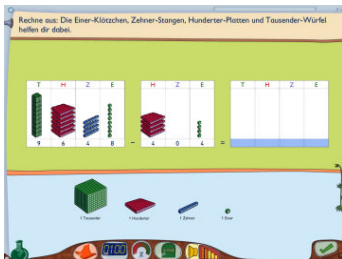 Rechne aus: Die Einer-Klötzchen, Zehner-Stangen, Hunderter-Platten und Tausender-Würfel
helfen dir dabei.
T H Z E H Z E T H Z E
9 6 4 8 - 4 0 4 =
1 Tausender 1 Hunderter 1 Zehner 1 Einer